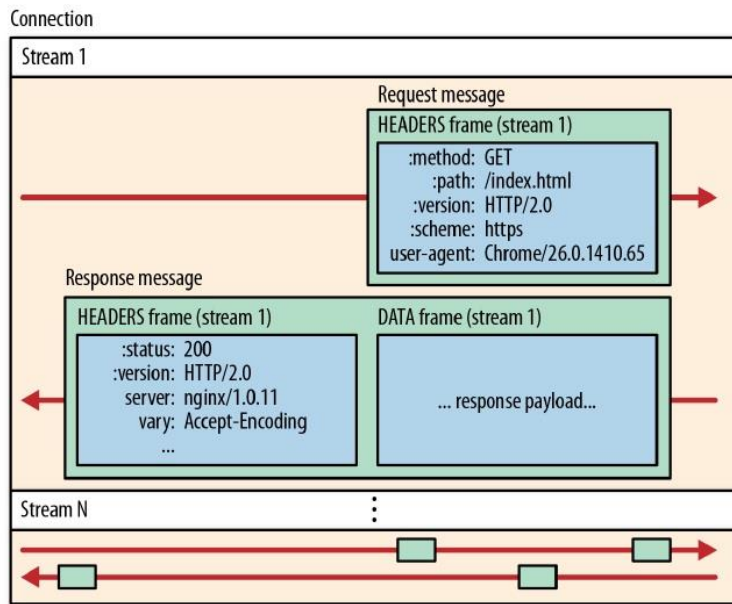 Connection
Stream 1
Request message
HEADERS frame (stream 1)
:method: GET
:path: /index.html
:version: HTTP/2.0
:scheme: https
user-agent: Chrome/26.0.1410.65
Response message
HEADERS frame (stream 1)
:status: 200
:version: HTTP/2.0
server: nginx/1.0.11
vary: Accept-Encoding
...
DATA frame (stream 1)
... response payload...
Stream N